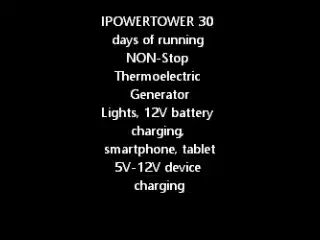 IPOWERTOWER 30
days of running
NON-Stop
Thermoelectric
Generator
Lights, 12V battery
charging,
smartphone, tablet
5V-12V device
charging